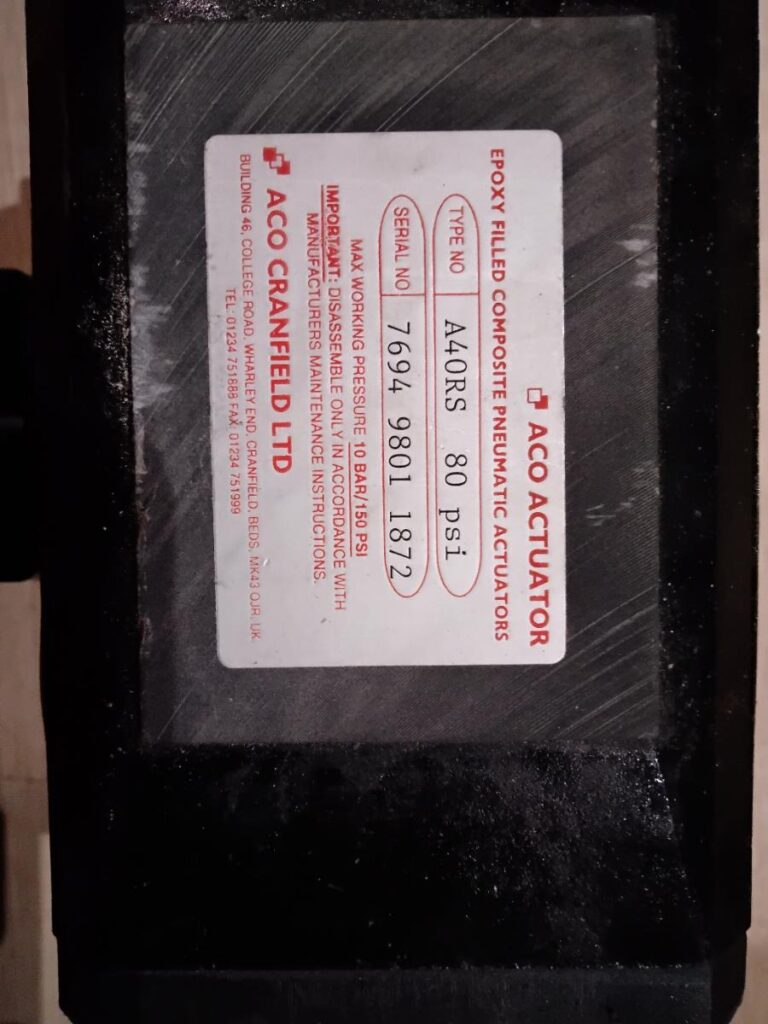 ACO ACTUATOR
EPOXY FILLED COMPOSITE PNEUMATIC ACTUATORS
TYPE NO A40RS 80 psi
SERIAL NO 7694 9801 1872
MAX WORKING PRESSURE 10 BAR/150 PSI
IMPORTANT: DISASSEMBLE ONLY IN ACCORDANCE WITH
MANUFACTURERS MAINTENANCE INSTRUCTIONS.
ACO CRANFIELD LTD
BUILDING 46, COLLEGE ROAD, WHARLEY END, CRANFIELD, BEDS, MK43 OJR, UK.
TEL: 01234 751888 FAX: 01234 751999